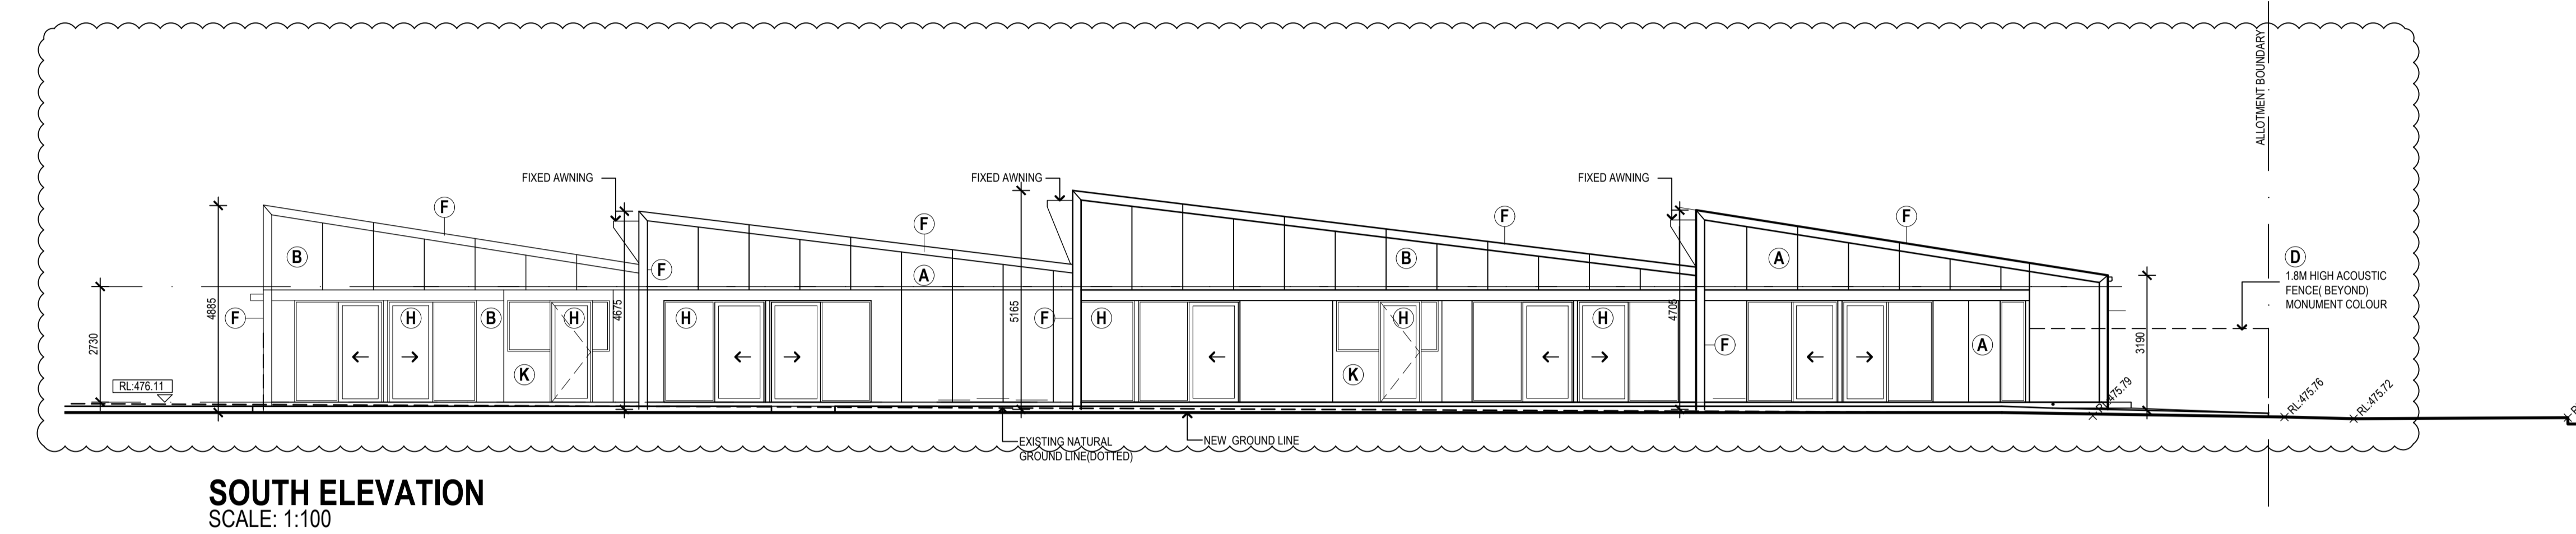 ALLOTMENT BOUNDARY
FIXED AWNING
FIXED AWNING
FIXED AWNING
F
F
F
F
B
F
A
B
A
D
1.8M HIGH ACOUSTIC
FENCE( BEYOND)
MONUMENT COLOUR
4885
4675
5165
4705
2730
3190
F
H
B
H
H
F
H
H
H
F
A
K
K
RL:476.11
RL:475.79
RL:475.76
RL:475.72
EXISTING NATURAL
GROUND LINE(DOTTED)
NEW GROUND LINE
SOUTH ELEVATION
SCALE: 1:100